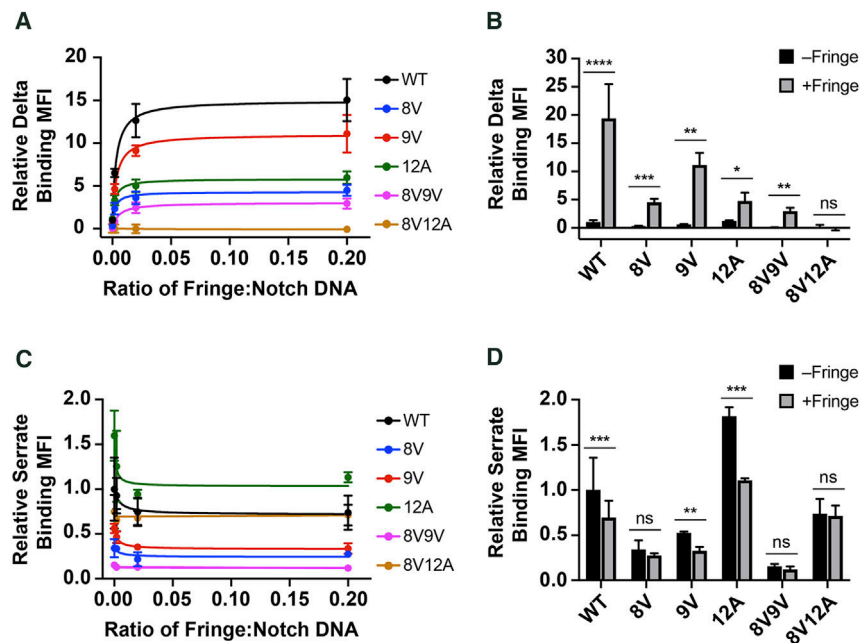 A
Relative Delta
Binding MFI
20
15
10
5
0
0.00
0.05
0.10
0.15
0.20
Ratio of Fringe:Notch DNA
WT
8V
9V
12A
8V9V
8V12A
B
Relative Delta
Binding MFI
30
25
20
15
10
5
0
****
***
**
*
**
ns
WT
8V
9V
12A
8V9V
8V12A
–Fringe
+Fringe
C
Relative Serrate
Binding MFI
2.0
1.5
1.0
0.5
0.0
0.00
0.05
0.10
0.15
0.20
Ratio of Fringe:Notch DNA
WT
8V
9V
12A
8V9V
8V12A
D
Relative Serrate
Binding MFI
2.0
1.5
1.0
0.5
0.0
***
ns
**
***
ns
ns
WT
8V
9V
12A
8V9V
8V12A
–Fringe
+Fringe